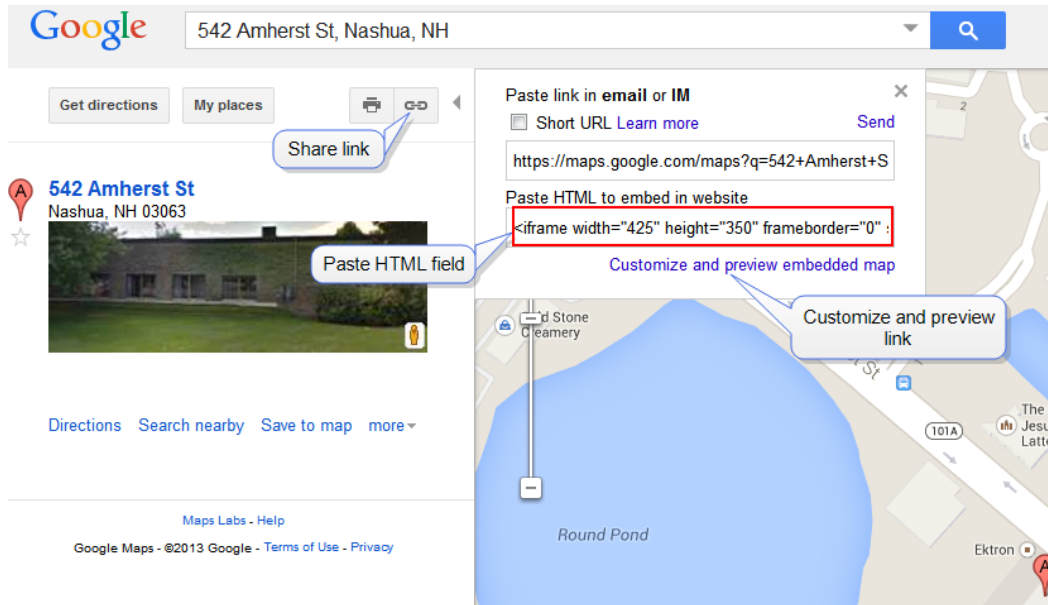 Google
542 Amherst St, Nashua, NH
Get directions
My places
Share link
A
542 Amherst St
Nashua, NH 03063
Directions Search nearby Save to map more
Maps Labs - Help
Google Maps - ©2013 Google - Terms of Use - Privacy
Paste link in email or IM
Short URL Learn more
Send
https://maps.google.com/maps?q=542+Amherst+S
Paste HTML to embed in website
<iframe width="425" height="350" frameborder="0"
Paste HTML field
Customize and preview embedded map
Customize and preview
link
2
Stone
Creamery
St
101A
The
Jesu
Latt
Round Pond
Ektron
A